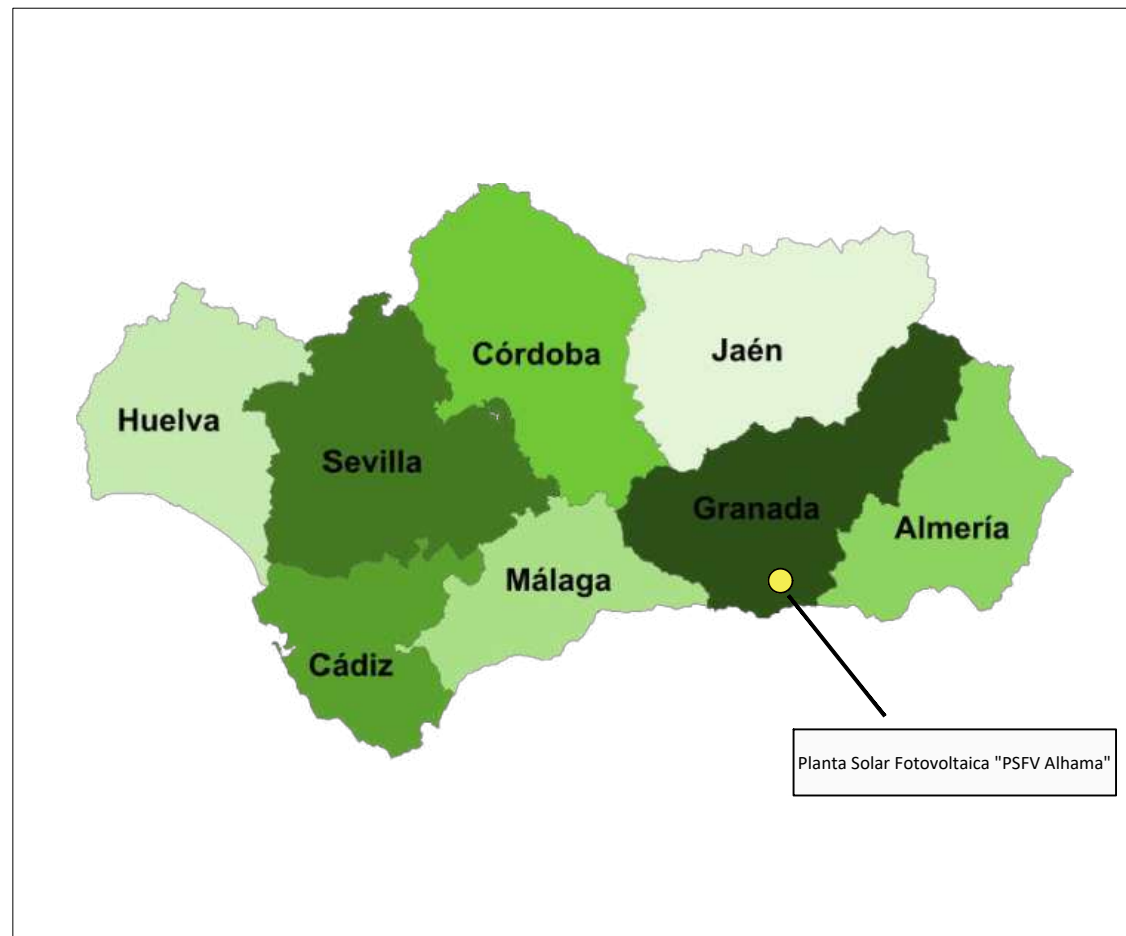 Córdoba
Jaén
Huelva
Sevilla
Granada
Almería
Málaga
Cádiz
Planta Solar Fotovoltaica "PSFV Alhama"